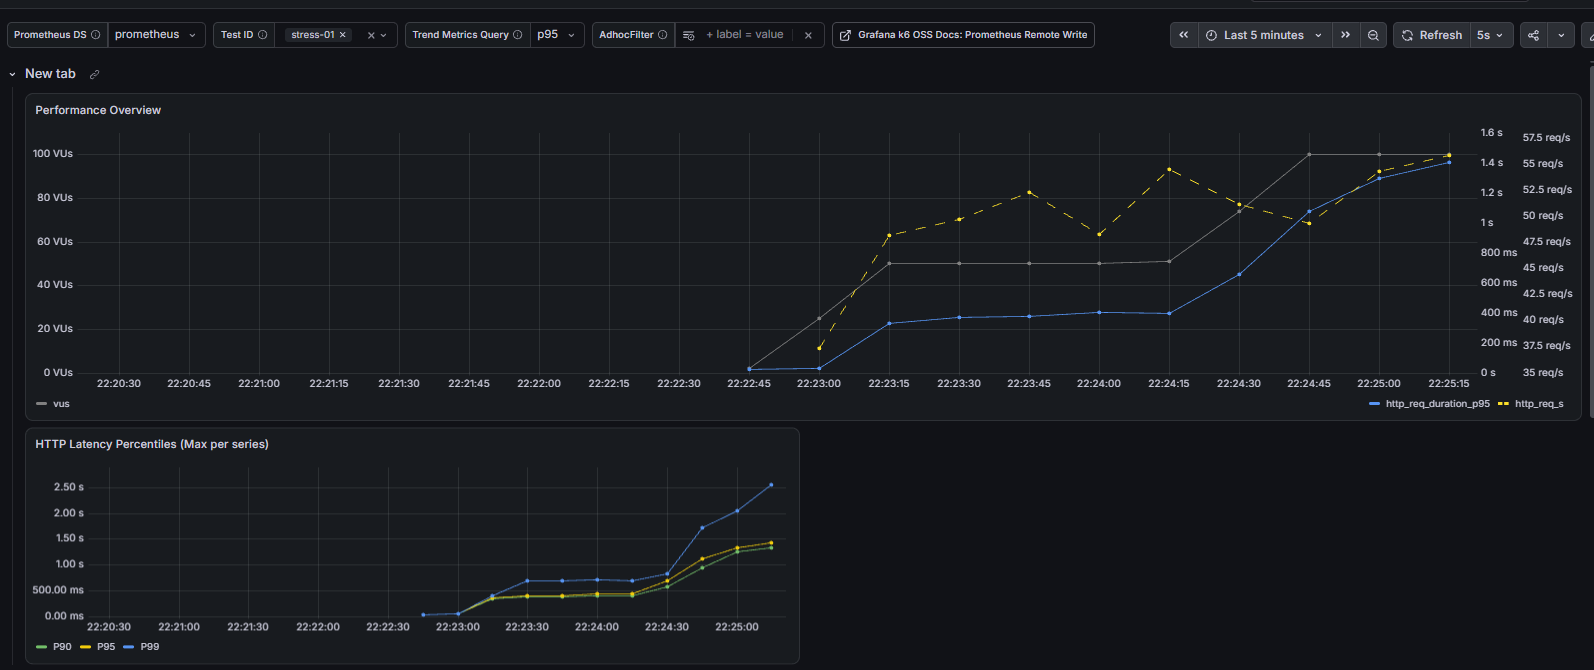 Prometheus DS prometheus Test ID stress-01 × × Trend Metrics Query p95 AdhocFilter + label = value × Grafana k6 OSS Docs: Prometheus Remote Write Last 5 minutes Refresh 5s
New tab
Performance Overview
100 VUs
80 VUs
60 VUs
40 VUs
20 VUs
0 VUs
1.6 s
1.4 s
1.2 s
1 s
800 ms
600 ms
400 ms
200 ms
0 s
57.5 req/s
55 req/s
52.5 req/s
50 req/s
47.5 req/s
45 req/s
42.5 req/s
40 req/s
37.5 req/s
35 req/s
22:20:30 22:20:45 22:21:00 22:21:15 22:21:30 22:21:45 22:22:00 22:22:15 22:22:30 22:22:45 22:23:00 22:23:15 22:23:30 22:23:45 22:24:00 22:24:15 22:24:30 22:24:45 22:25:00 22:25:15
vus
http_req_duration_p95 http_req_s
HTTP Latency Percentiles (Max per series)
2.50 s
2.00 s
1.50 s
1.00 s
500.00 ms
0.00 ms
22:20:30 22:21:00 22:21:30 22:22:00 22:22:30 22:23:00 22:23:30 22:24:00 22:24:30 22:25:00
P90 P95 P99